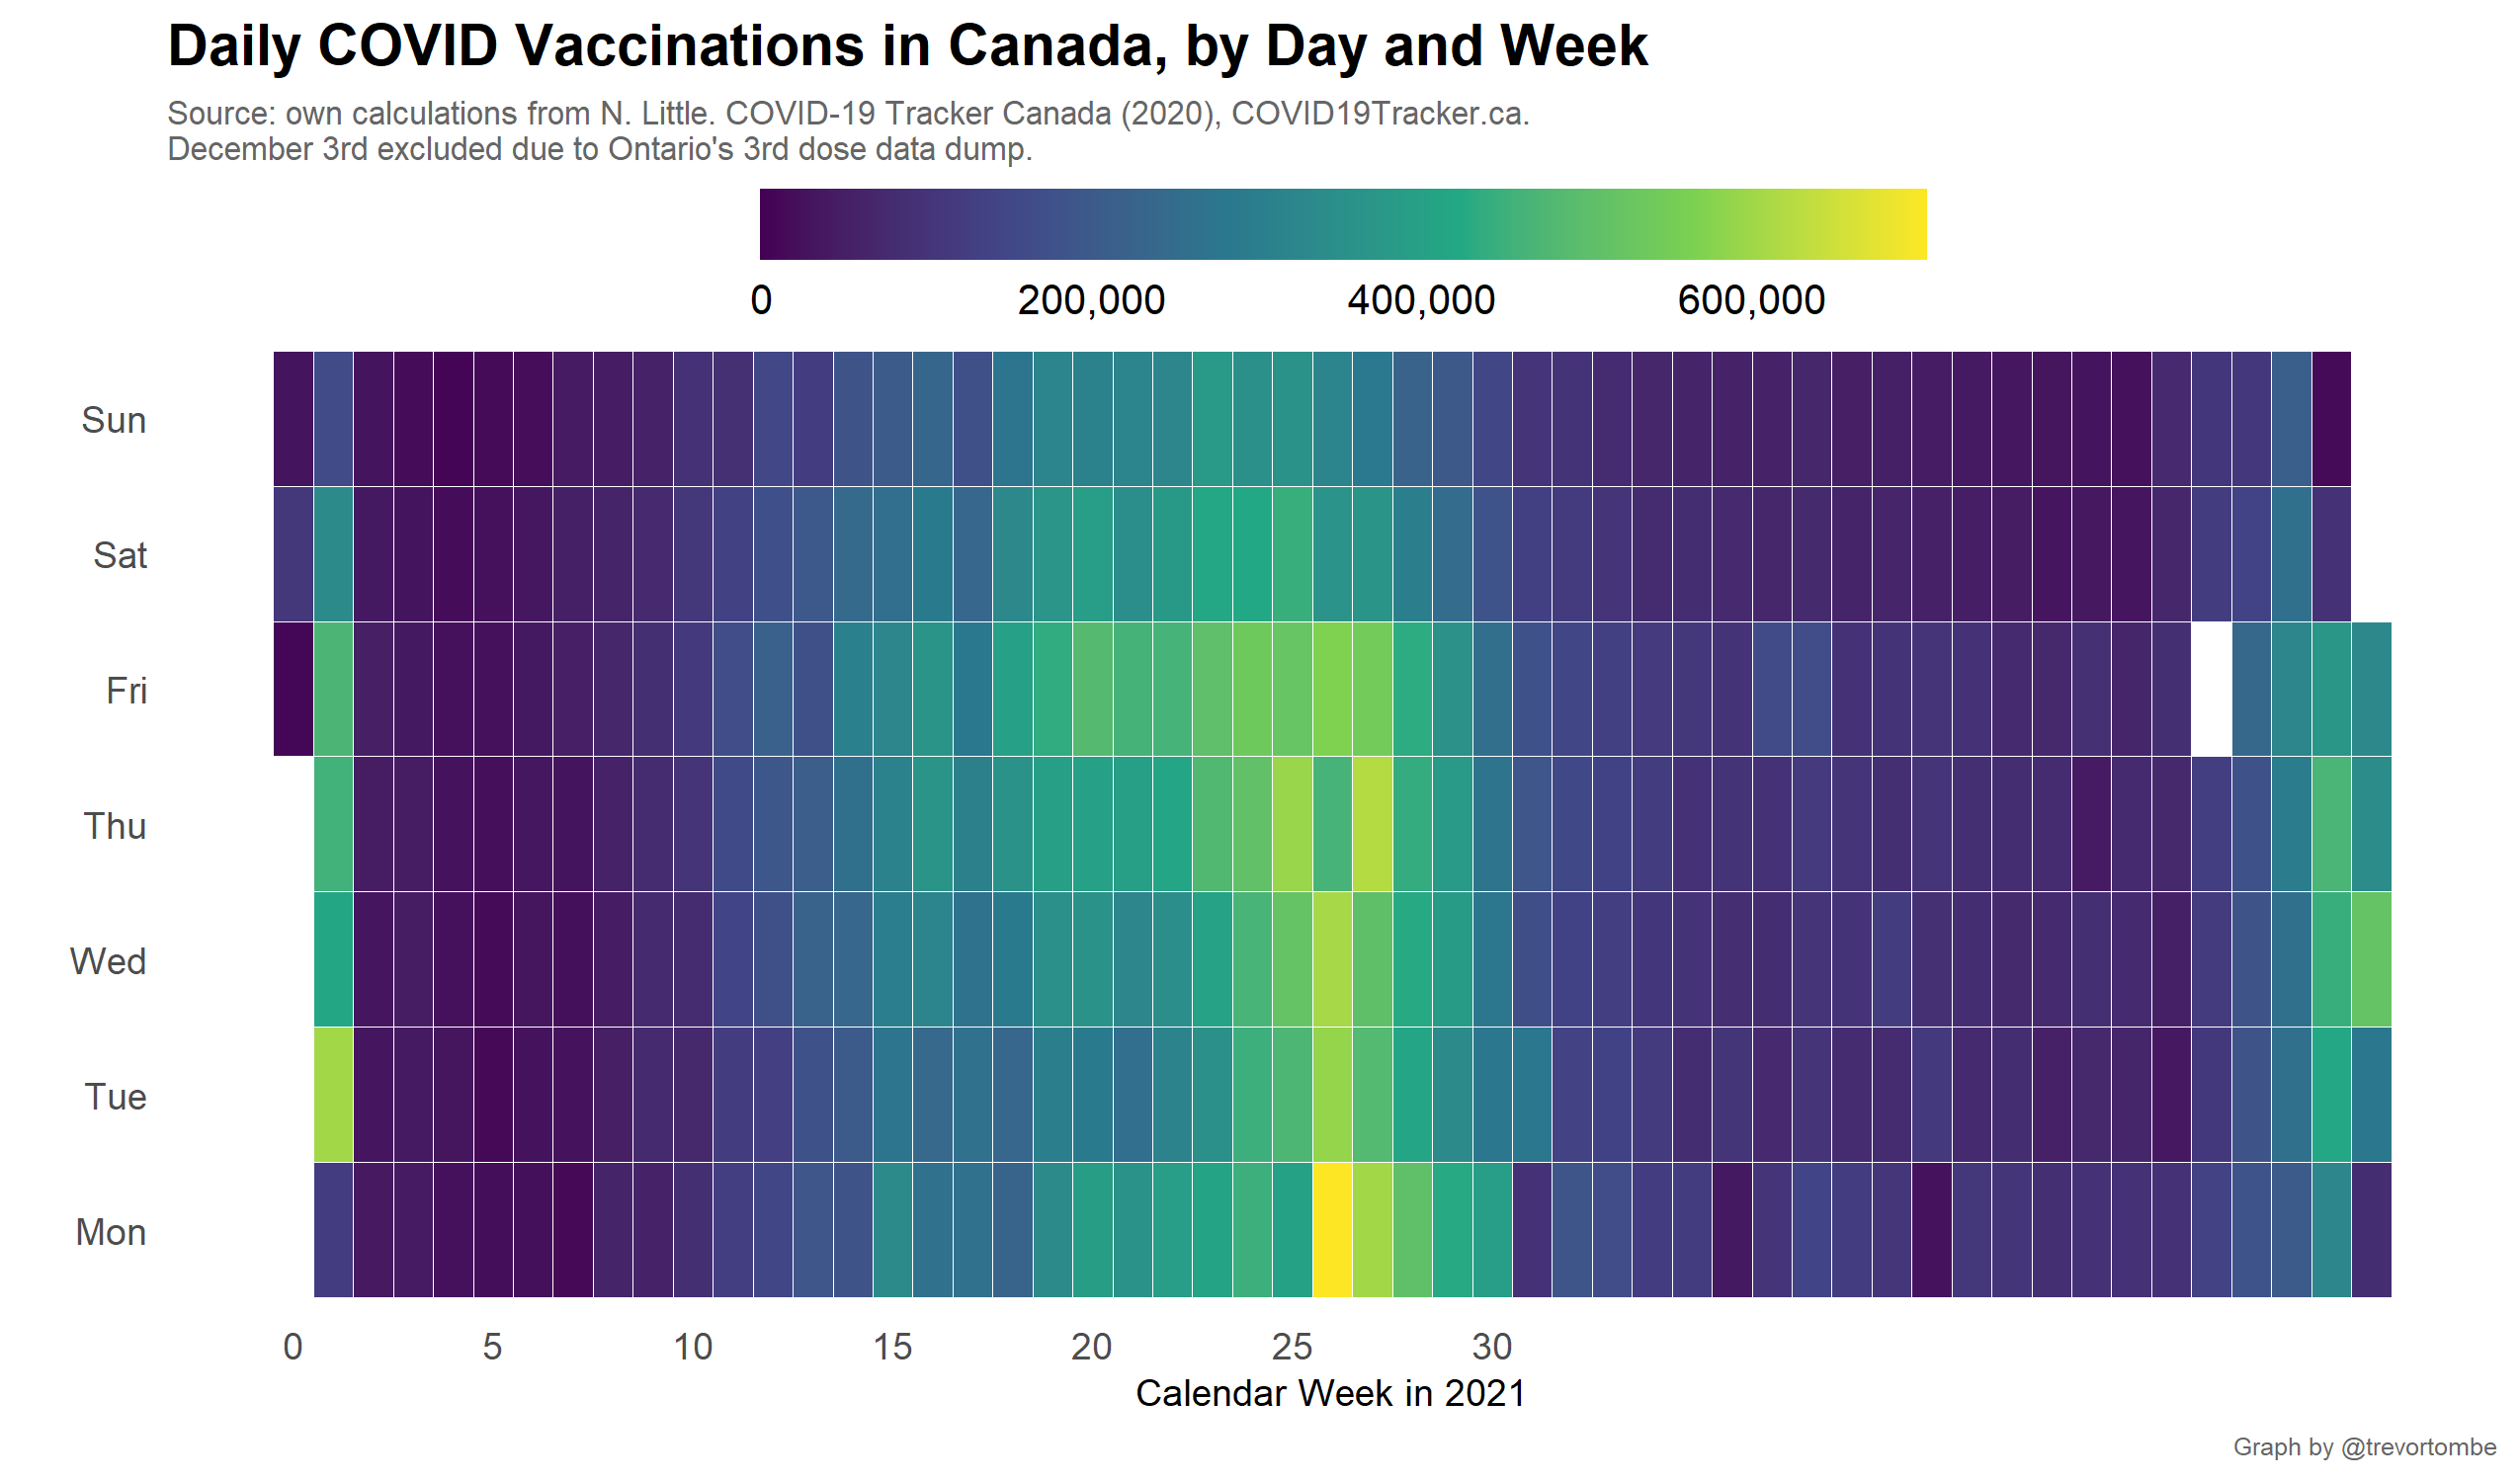 Daily COVID Vaccinations in Canada, by Day and Week
Source: own calculations from N. Little. COVID-19 Tracker Canada (2020), COVID19Tracker.ca.
December 3rd excluded due to Ontario's 3rd dose data dump.
0 200,000 400,000 600,000
Sun
Sat
Fri
Thu
Wed
Tue
Mon
0 5 10 15 20 25 30
Calendar Week in 2021
Graph by @trevortombe